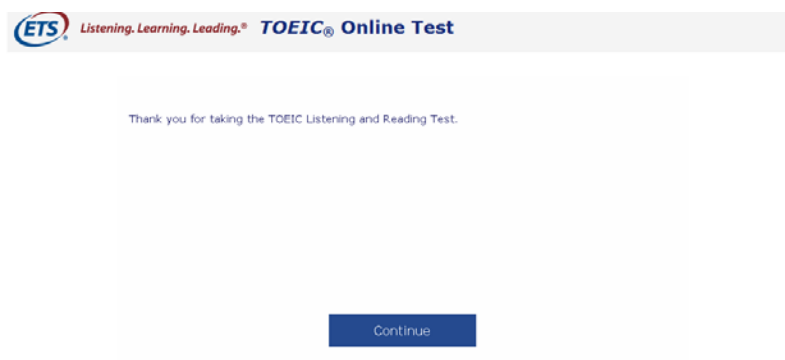 ETS® Listening. Learning. Leading.® TOEIC® Online Test
Thank you for taking the TOEIC Listening and Reading Test.
Continue